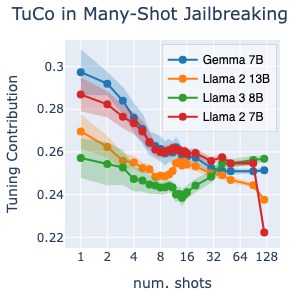 TuCo in Many-Shot Jailbreaking
Tuning Contribution
0.3
0.28
0.26
0.24
0.22
Gemma 7B
Llama 2 13B
Llama 3 8B
Llama 2 7B
1 2 4 8 16 32 64 128
num. shots